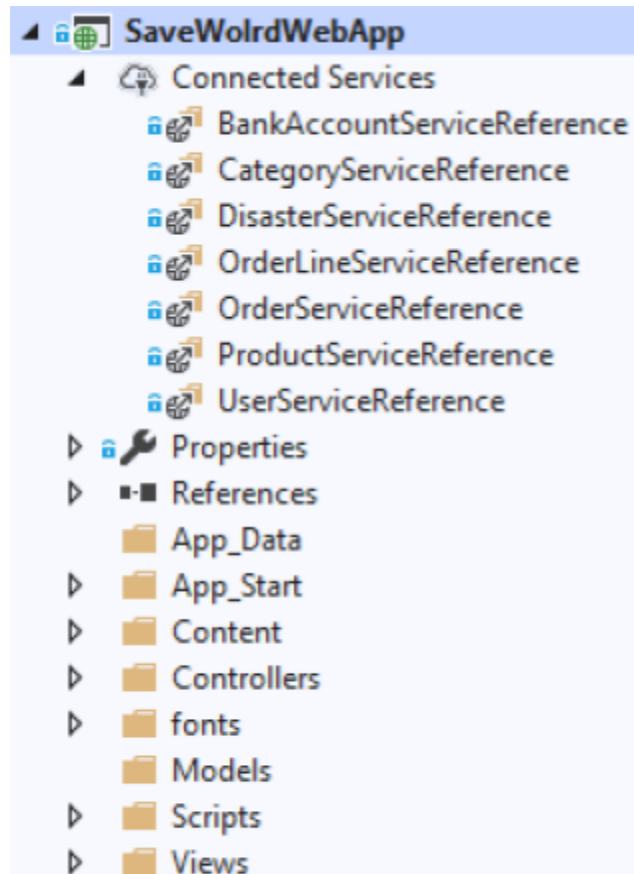 SaveWolrdWebApp
Connected Services
BankAccountServiceReference
CategoryServiceReference
DisasterServiceReference
OrderLineServiceReference
OrderServiceReference
ProductServiceReference
UserServiceReference
Properties
References
App_Data
App_Start
Content
Controllers
fonts
Models
Scripts
Views